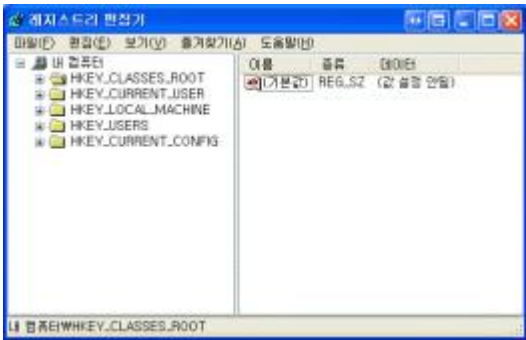 레지스트리 편집기
파일(F) 편집(E) 보기(V) 즐겨찾기(A) 도움말(H)
내 컴퓨터
HKEY_CLASSES_ROOT
HKEY_CURRENT_USER
HKEY_LOCAL_MACHINE
HKEY_USERS
HKEY_CURRENT_CONFIG
이름 종류 데이터
(기본값) REG_SZ (값 설정 안됨)
내 컴퓨터₩HKEY_CLASSES_ROOT